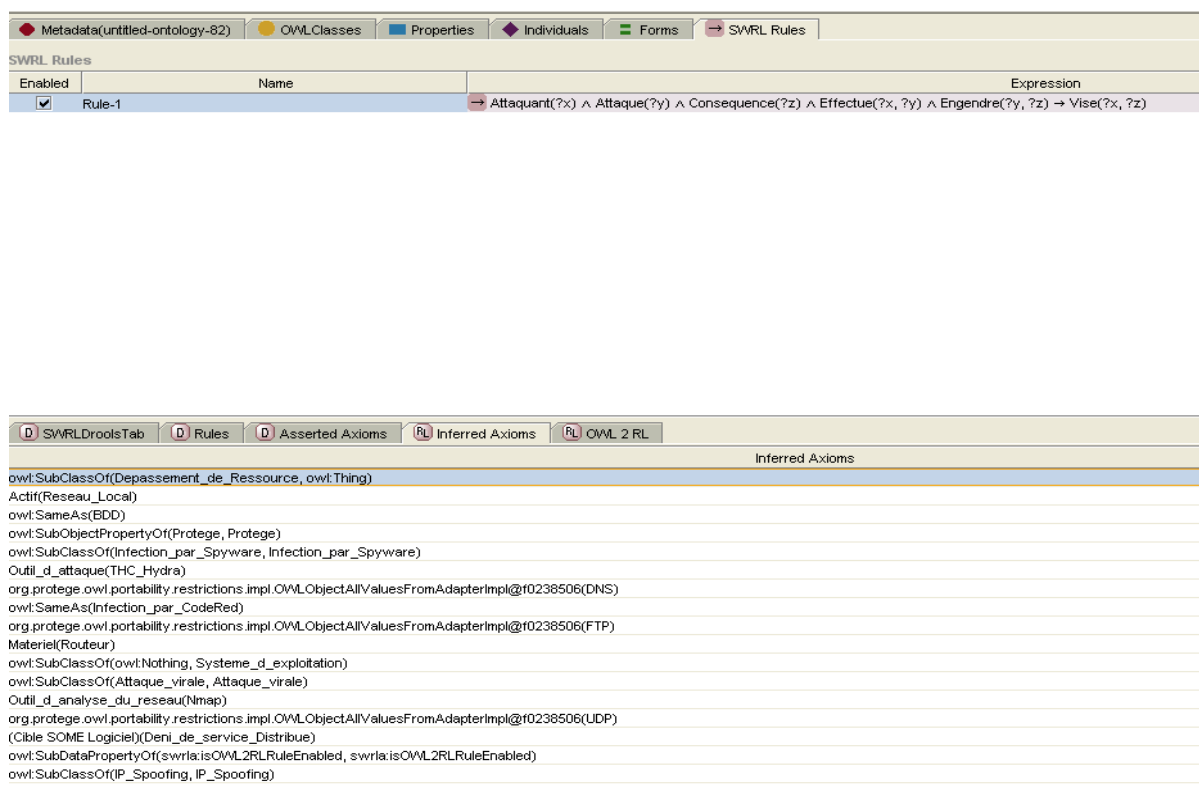 Metadata(untitled-ontology-82) OWLClasses Properties Individuals Forms SWRL Rules
SWRL Rules
Enabled Name Expression
Rule-1 → Attaquant(?x) ∧ Attaque(?y) ∧ Consequence(?z) ∧ Effectue(?x, ?y) ∧ Engendre(?y, ?z) → Vise(?x, ?z)
D SWRLDroolsTab D Rules D Asserted Axioms RL Inferred Axioms RL OWL 2 RL
Inferred Axioms
owl:SubClassOf(Depassement_de_Ressource, owl:Thing)
Actif(Reseau_Local)
owl:SameAs(BDD)
owl:SubObjectPropertyOf(Protege, Protege)
owl:SubClassOf(Infection_par_Spyware, Infection_par_Spyware)
Outil_d_attaque(THC_Hydra)
org.protege.owl.portability.restrictions.impl.OWLObjectAllValuesFromAdapterImpl@f0238506(DNS)
owl:SameAs(Infection_par_CodeRed)
org.protege.owl.portability.restrictions.impl.OWLObjectAllValuesFromAdapterImpl@f0238506(FTP)
Materiel(Routeur)
owl:SubClassOf(owl:Nothing, Systeme_d_exploitation)
owl:SubClassOf(Attaque_virale, Attaque_virale)
Outil_d_analyse_du_reseau(Nmap)
org.protege.owl.portability.restrictions.impl.OWLObjectAllValuesFromAdapterImpl@f0238506(UDP)
(Cible SOME Logiciel)(Deni_de_service_Distribue)
owl:SubDataPropertyOf(swrla:isOWL2RLRuleEnabled, swrla:isOWL2RLRuleEnabled)
owl:SubClassOf(IP_Spoofing, IP_Spoofing)